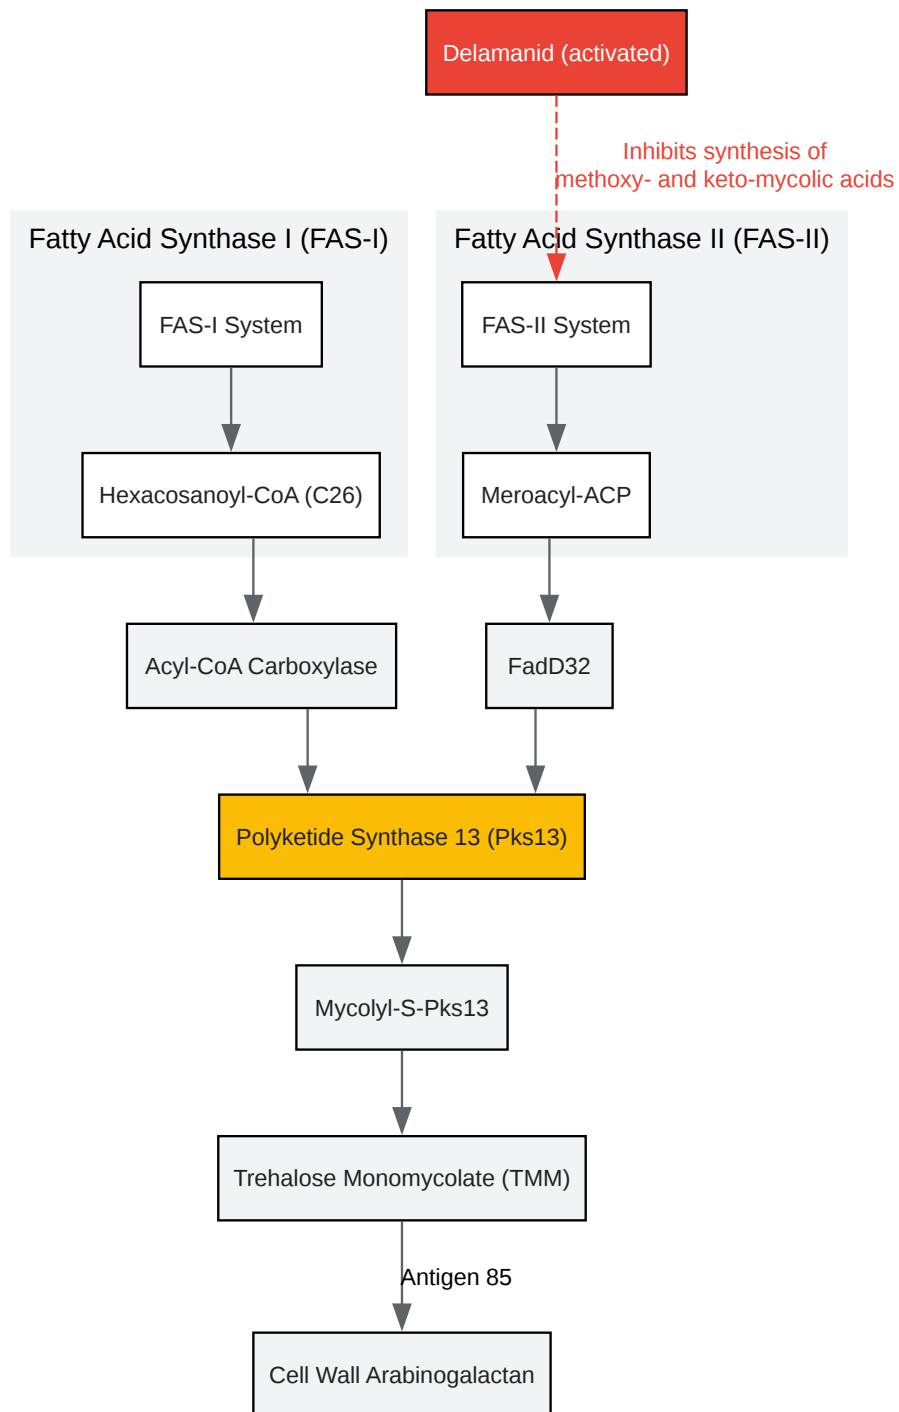 Delamanid (activated)
Inhibits synthesis of
methoxy- and keto-mycolic acids
Fatty Acid Synthase I (FAS-I)
Fatty Acid Synthase II (FAS-II)
FAS-I System
FAS-II System
Hexacosanoyl-CoA (C26)
Meroacyl-ACP
Acyl-CoA Carboxylase
FadD32
Polyketide Synthase 13 (Pks13)
Mycolyl-S-Pks13
Trehalose Monomycolate (TMM)
Antigen 85
Cell Wall Arabinogalactan